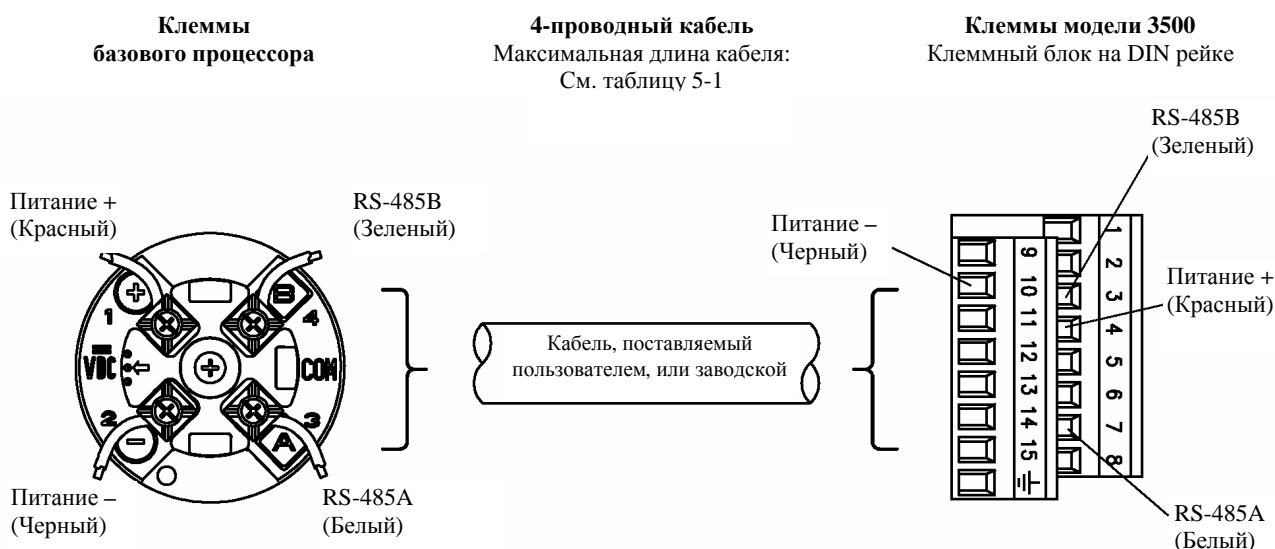 Клеммы
базового процессора
4-проводный кабель
Максимальная длина кабеля:
См. таблицу 5-1
Клеммы модели 3500
Клеммный блок на DIN рейке
Питание +
(Красный)
RS-485B
(Зеленый)
1
+
B
4
VDC
COM
2
–
A
3
Питание –
(Черный)
RS-485A
(Белый)
Кабель, поставляемый
пользователем, или заводской
RS-485B
(Зеленый)
Питание –
(Черный)
Питание +
(Красный)
9
10
11
12
13
14
15
1
2
3
4
5
6
7
8
RS-485A
(Белый)